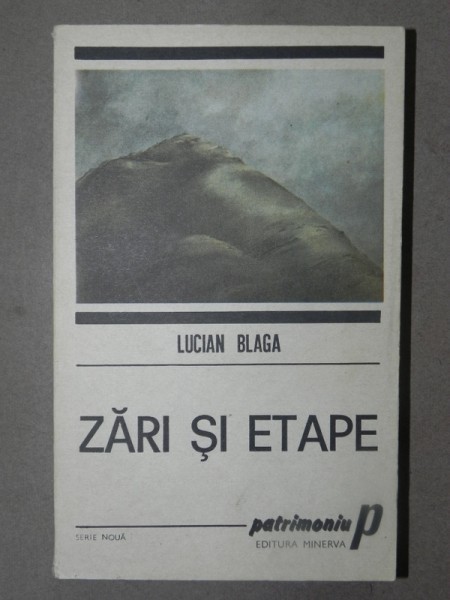 LUCIAN BLAGA
ZĂRI ŞI ETAPE
SERIE NOUĂ
patrimoniu p
EDITURA MINERVA